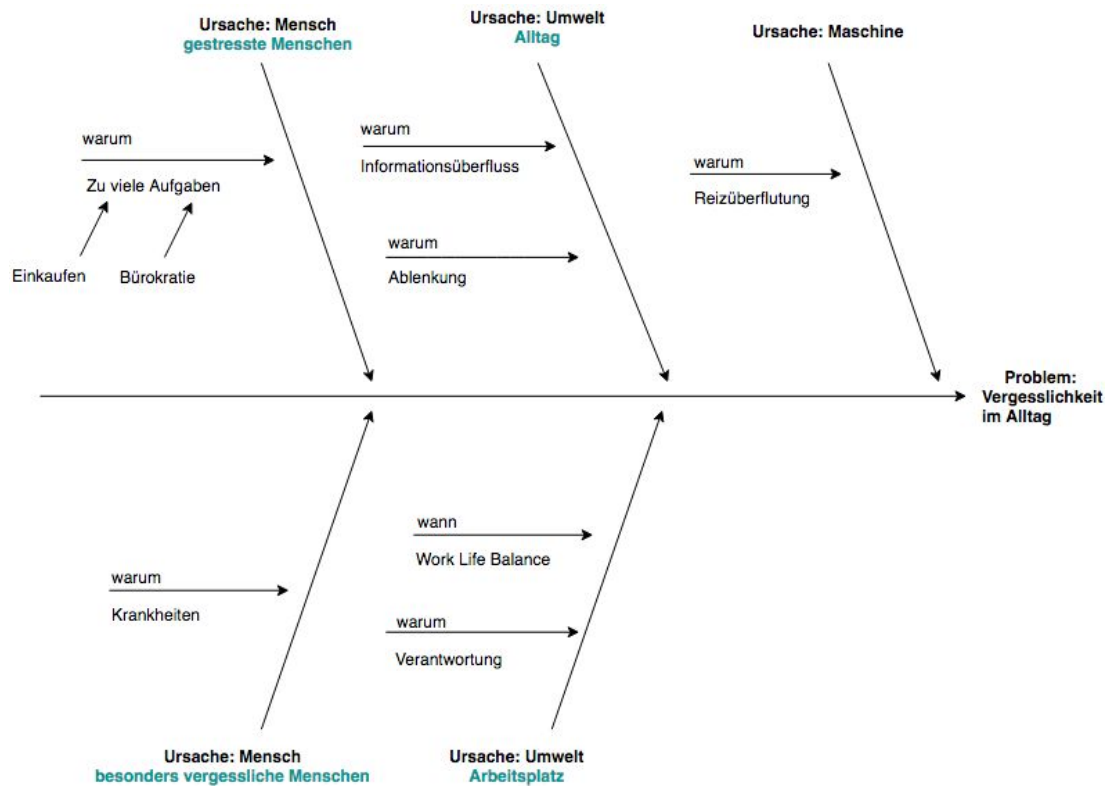 Ursache: Mensch
gestresste Menschen
Ursache: Umwelt
Alltag
Ursache: Maschine
warum
Zu viele Aufgaben
Einkaufen
Bürokratie
warum
Informationsüberfluss
warum
Ablenkung
warum
Reizüberflutung
Problem:
Vergesslichkeit
im Alltag
warum
Krankheiten
wann
Work Life Balance
warum
Verantwortung
Ursache: Mensch
besonders vergessliche Menschen
Ursache: Umwelt
Arbeitsplatz